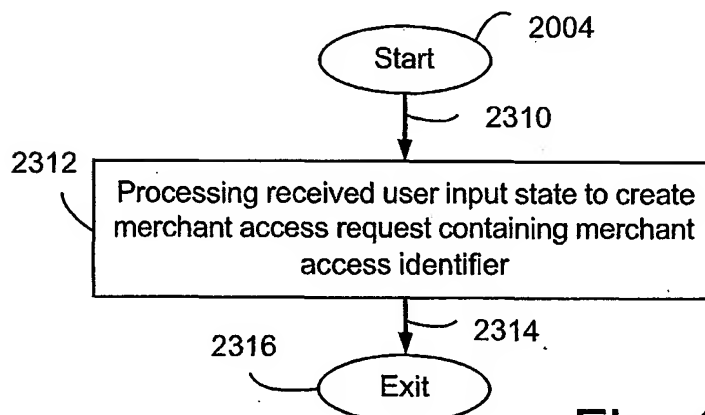 2004
Start
2310
2312
Processing received user input state to create
merchant access request containing merchant
access identifier
2314
2316
Exit